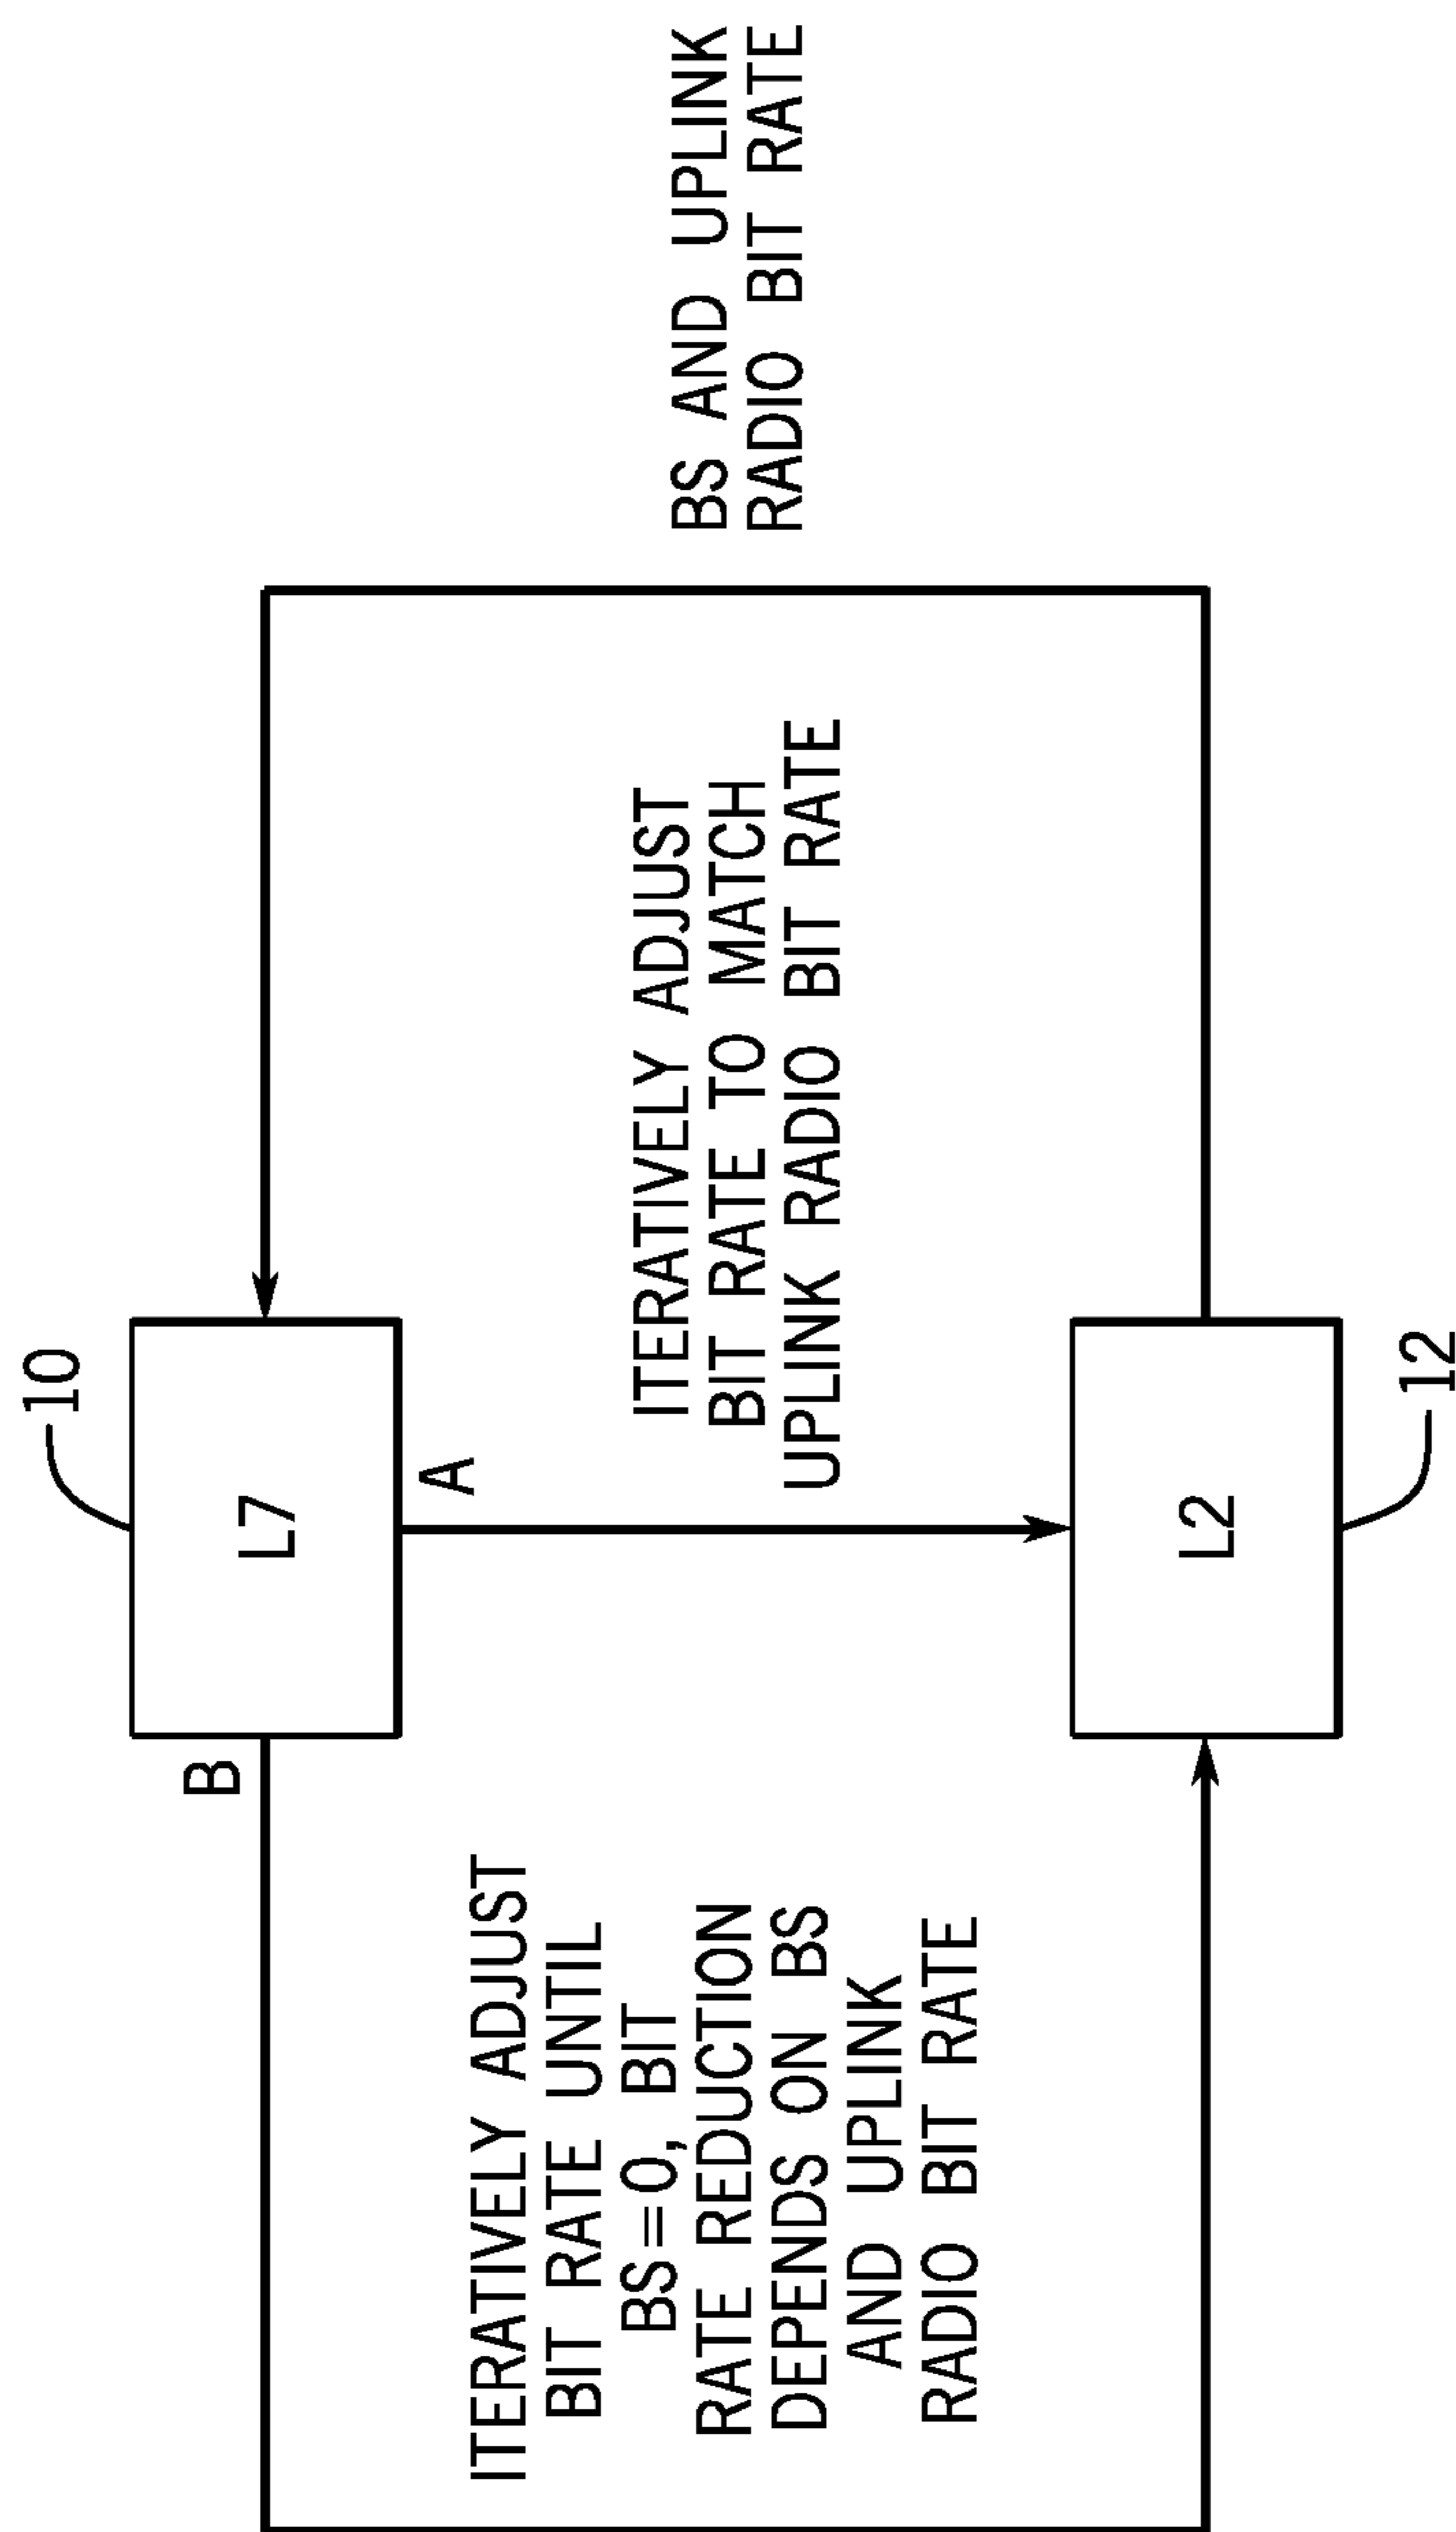 10
L7
B
A
ITERATIVELY ADJUST
BIT RATE UNTIL
BS=0, BIT
RATE REDUCTION
DEPENDS ON BS
AND UPLINK
RADIO BIT RATE
ITERATIVELY ADJUST
BIT RATE TO MATCH
UPLINK RADIO BIT RATE
BS AND UPLINK
RADIO BIT RATE
L2
12